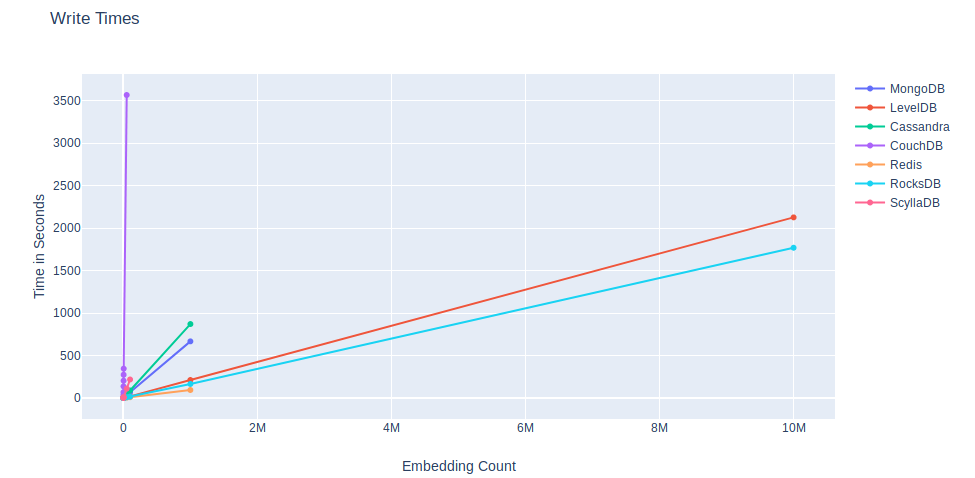 Write Times
3500
3000
2500
2000
1500
1000
500
0
Time in Seconds
0
2M
4M
6M
8M
10M
Embedding Count
MongoDB
LevelDB
Cassandra
CouchDB
Redis
RocksDB
ScyllaDB